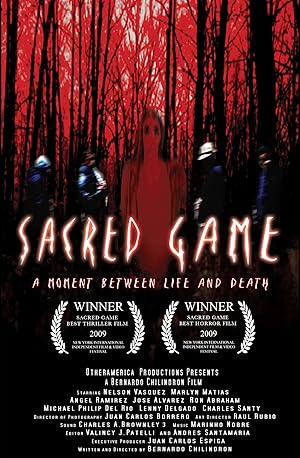 SACRED GAME
A MOMENT BETWEEN LIFE AND DEATH
WINNER
SACRED GAME
BEST THRILLER FILM
2009
NEW YORK INTERNATIONAL
INDEPENDENT FILM & VIDEO
FESTIVAL
WINNER
SACRED GAME
BEST HORROR FILM
2009
NEW YORK INTERNATIONAL
INDEPENDENT FILM & VIDEO
FESTIVAL
OTHERAMERICA PRODUCTIONS PRESENTS
A BERNARDO CHILINDRON FILM
STARRING NELSON VASQUEZ MARLYN MATIAS
ANGEL RAMIREZ JOSE ALVAREZ RON ABRAHAM
MICHAEL PHILIP DEL RIO LENNY DELGADO CHARLES SANTY
DIRECTOR OF PHOTOGRAPHY JUAN CARLOS BORRERO ART DIRECTOR RAUL RUBIO
SOUND CHARLES A.BROWNLEY 3 MUSIC MARINHO NOBRE
EDITOR VALINCY J.PATELLI AND ANDRES SANTAMARIA
EXECUTIVE PRODUCER JUAN CARLOS ESPIGA
WRITTEN AND DIRECTED BY BERNARDO CHILINDRON